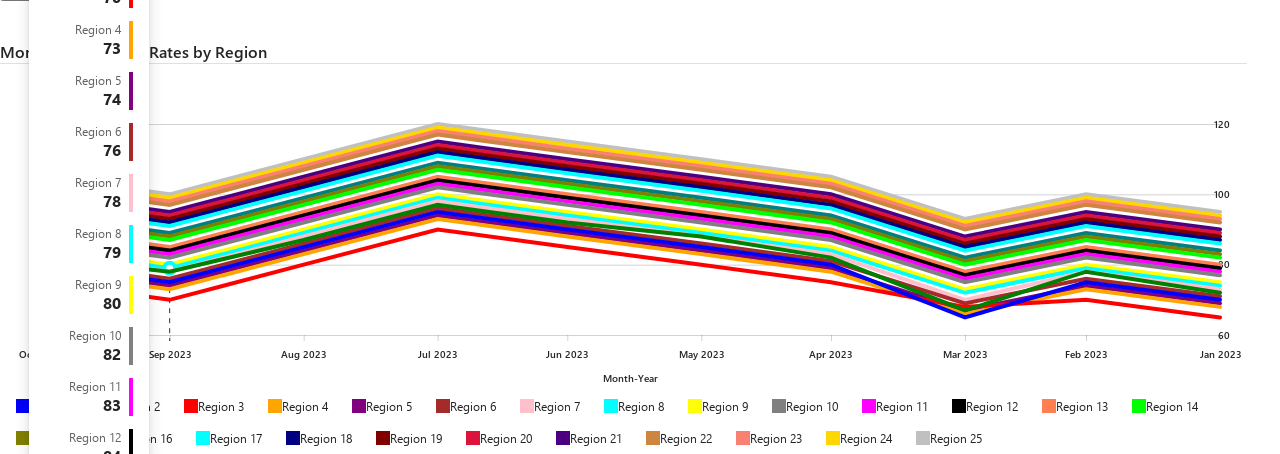 Region 4
73
Mon Rates by Region
Region 5
74
120
Region 6
76
Region 7
78
100
Region 8
79
80
Region 9
80
Region 10
82
60
Sep 2023 Aug 2023 Jul 2023 Jun 2023 May 2023 Apr 2023 Mar 2023 Feb 2023 Jan 2023
Month-Year
Region 11
83
2 Region 3 Region 4 Region 5 Region 6 Region 7 Region 8 Region 9 Region 10 Region 11 Region 12 Region 13 Region 14
Region 12
16 Region 17 Region 18 Region 19 Region 20 Region 21 Region 22 Region 23 Region 24 Region 25